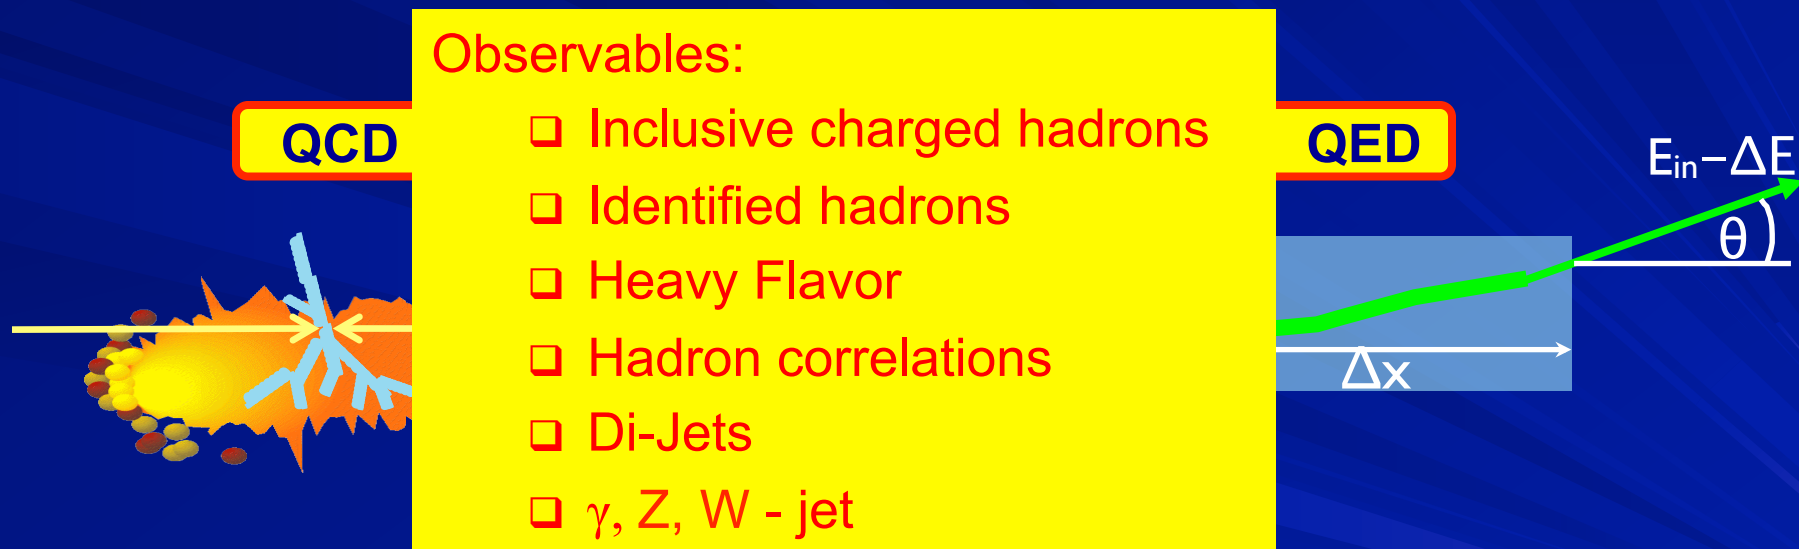 Observables:
❑ Inclusive charged hadrons
❑ Identified hadrons
❑ Heavy Flavor
❑ Hadron correlations
❑ Di-Jets
❑ γ, Z, W - jet
QCD
QED
Ein–ΔE
θ
Δx